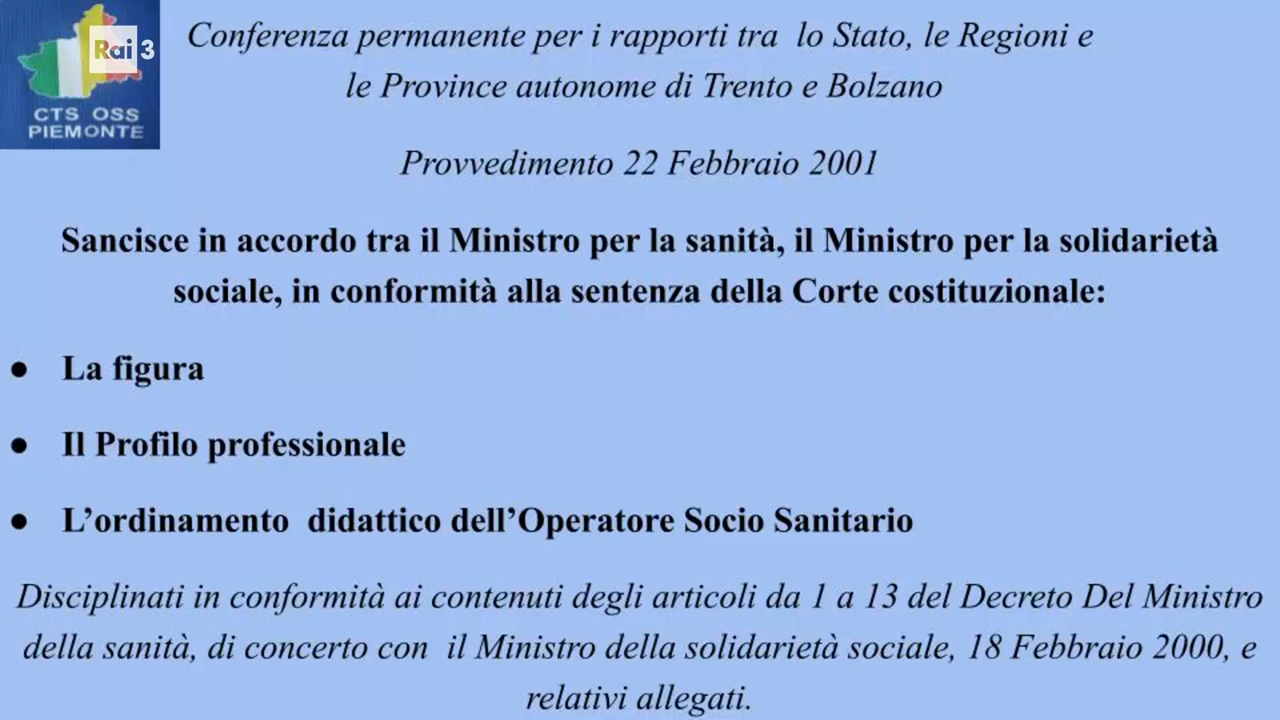 Rai 3
CTS OSS
PIEMONTE
Conferenza permanente per i rapporti tra lo Stato, le Regioni e
le Province autonome di Trento e Bolzano
Provvedimento 22 Febbraio 2001
Sancisce in accordo tra il Ministro per la sanità, il Ministro per la solidarietà
sociale, in conformità alla sentenza della Corte costituzionale:
● La figura
● Il Profilo professionale
● L’ordinamento didattico dell’Operatore Socio Sanitario
Disciplinati in conformità ai contenuti degli articoli da 1 a 13 del Decreto Del Ministro
della sanità, di concerto con il Ministro della solidarietà sociale, 18 Febbraio 2000, e
relativi allegati.